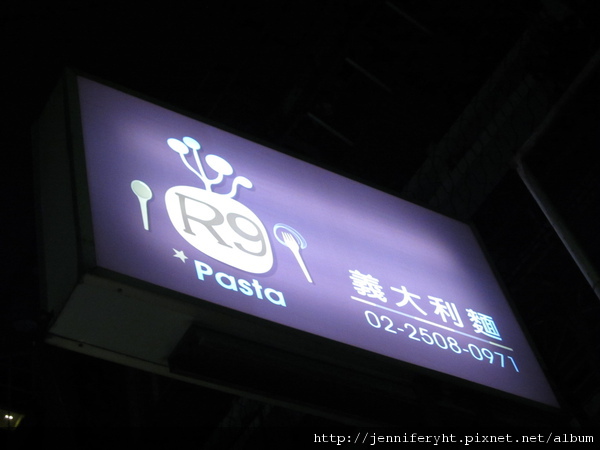 R9
Pasta
義大利麵
02-2508-0971
http://jenniferyht.pixnet.net/album